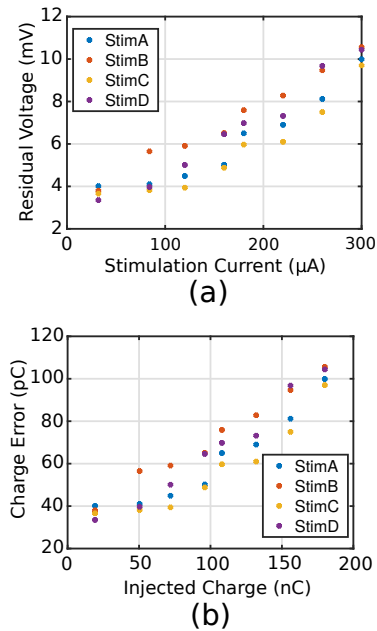 12
10
8
6
4
2
Residual Voltage (mV)
StimA
StimB
StimC
StimD
0 100 200 300
Stimulation Current (µA)
(a)
120
100
80
60
40
20
Charge Error (pC)
StimA
StimB
StimC
StimD
0 50 100 150 200
Injected Charge (nC)
(b)